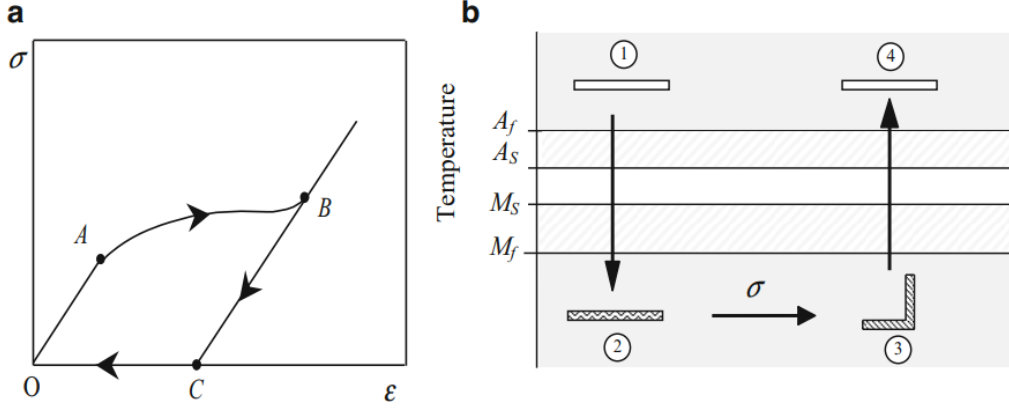 a
σ
A
B
O
C
ε
b
Temperature
A_f
A_S
M_S
M_f
1
4
σ
2
3